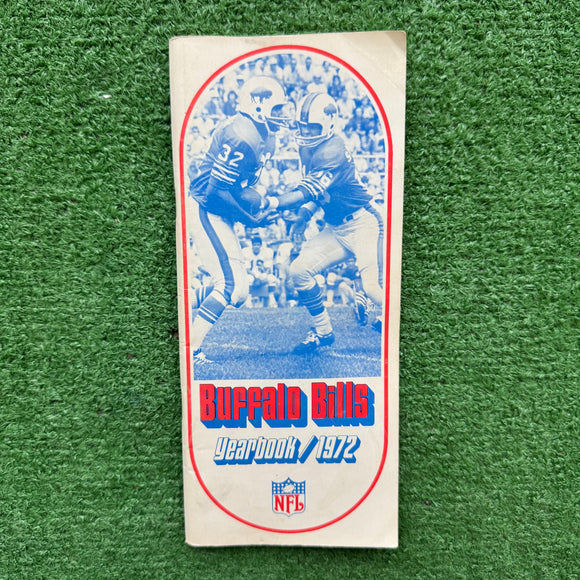 32
Buffalo Bills
Yearbook / 1972
NFL